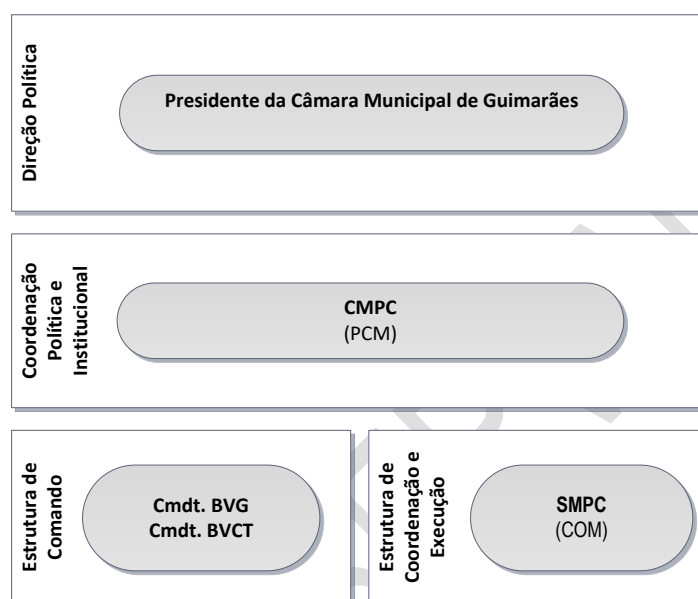 Direção Política
Presidente da Câmara Municipal de Guimarães
Coordenação
Política e
Institucional
CMPC
(PCM)
Estrutura de
Comando
Cmdt. BVG
Cmdt. BVCT
Estrutura de
Coordenação e
Execução
SMPC
(COM)